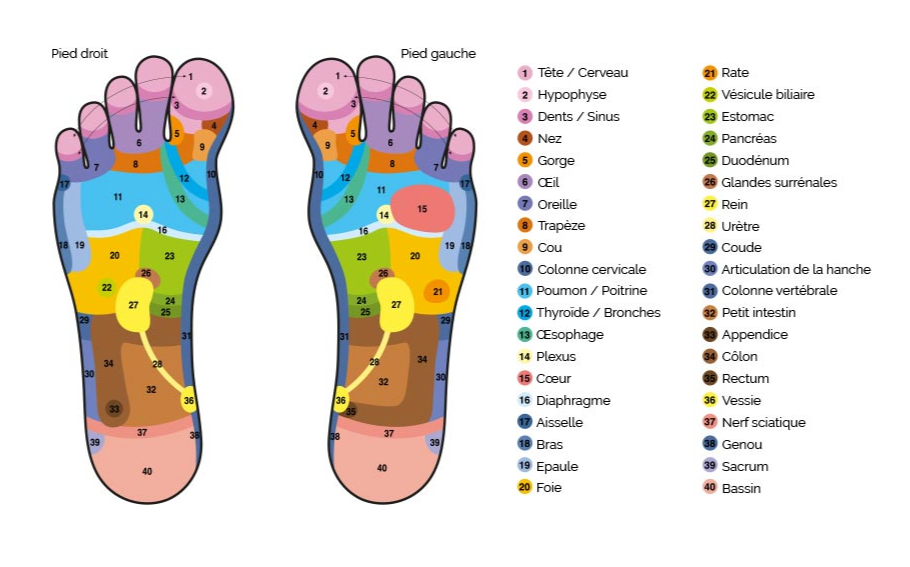 Pied droit
Pied gauche
1 Tête / Cerveau
2 Hypophyse
3 Dents / Sinus
4 Nez
5 Gorge
6 Œil
7 Oreille
8 Trapèze
9 Cou
10 Colonne cervicale
11 Poumon / Poitrine
12 Thyroïde / Bronches
13 Œsophage
14 Plexus
15 Cœur
16 Diaphragme
17 Aisselle
18 Bras
19 Epaule
20 Foie
21 Rate
22 Vésicule biliaire
23 Estomac
24 Pancréas
25 Duodénum
26 Glandes surrénales
27 Rein
28 Urètre
29 Coude
30 Articulation de la hanche
31 Colonne vertébrale
32 Petit intestin
33 Appendice
34 Côlon
35 Rectum
36 Vessie
37 Nerf sciatique
38 Genou
39 Sacrum
40 Bassin
1
2
3
4
5
6
9
7
8
10
12
17
11
13
14
16
18
19
20
23
26
22
24
27
25
29
31
28
34
30
32
36
33
37
38
39
40
1
2
3
4
5
6
9
7
8
10
12
17
11
13
15
14
16
19
18
23
20
26
21
24
27
25
29
31
28
34
30
32
36
35
37
38
39
40